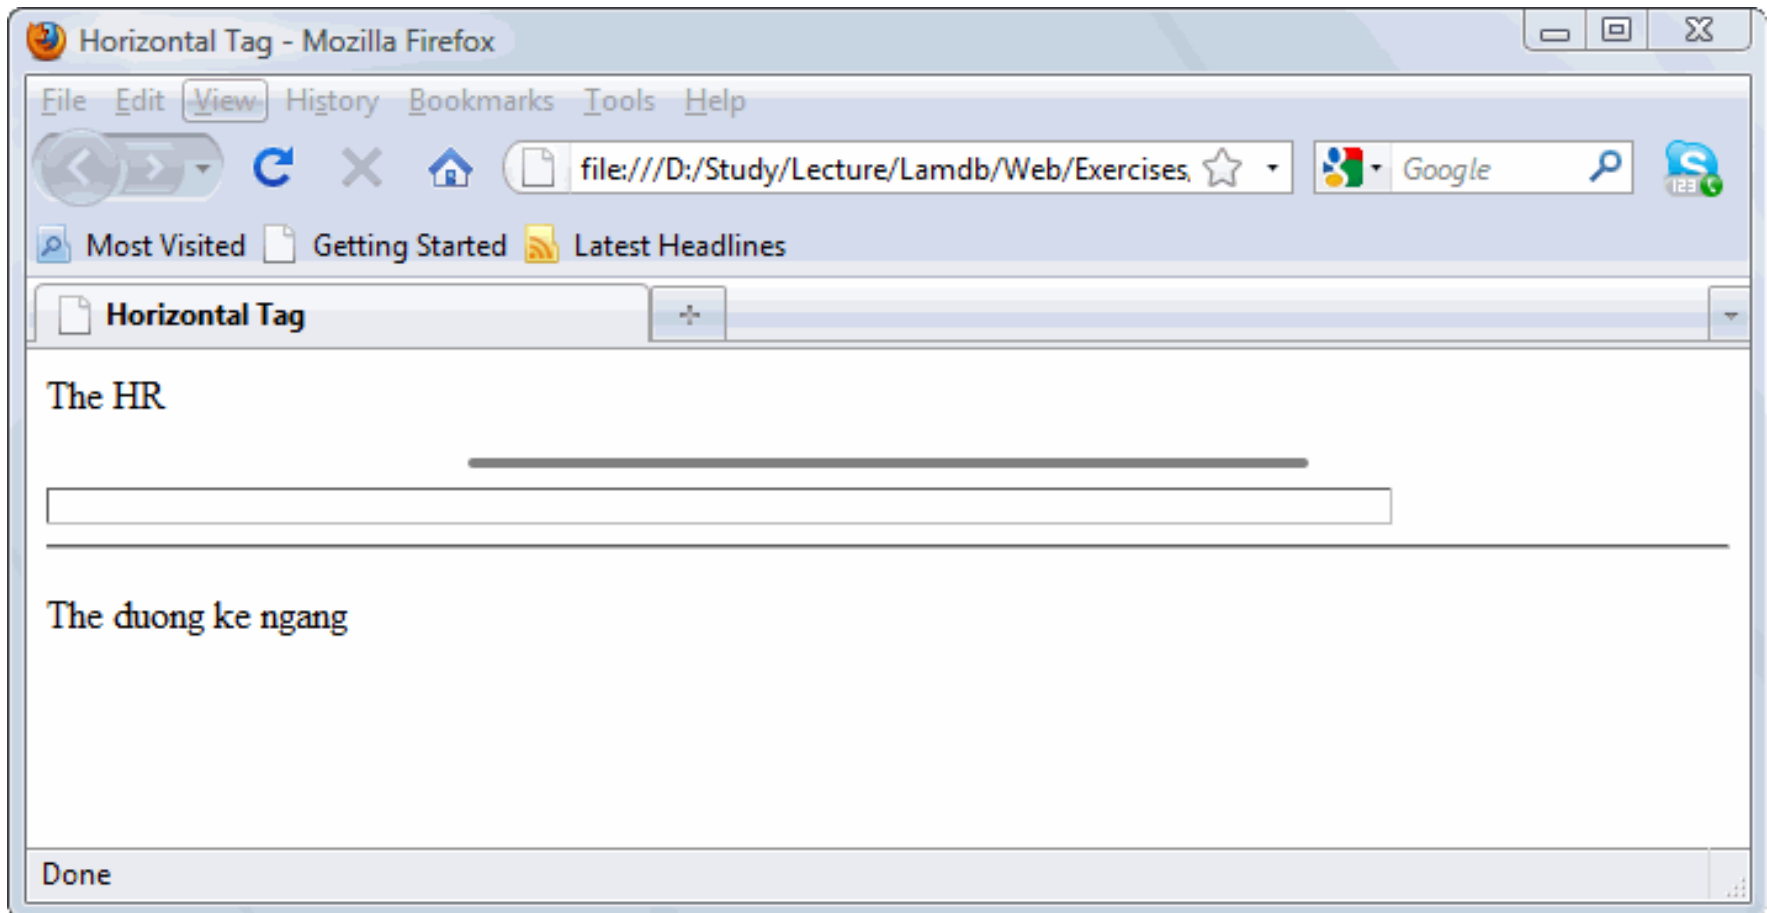 Horizontal Tag - Mozilla Firefox
File Edit View History Bookmarks Tools Help
file:///D:/Study/Lecture/Lamdb/Web/Exercises, Google S 123
Most Visited Getting Started Latest Headlines
Horizontal Tag
The HR
The duong ke ngang
Done